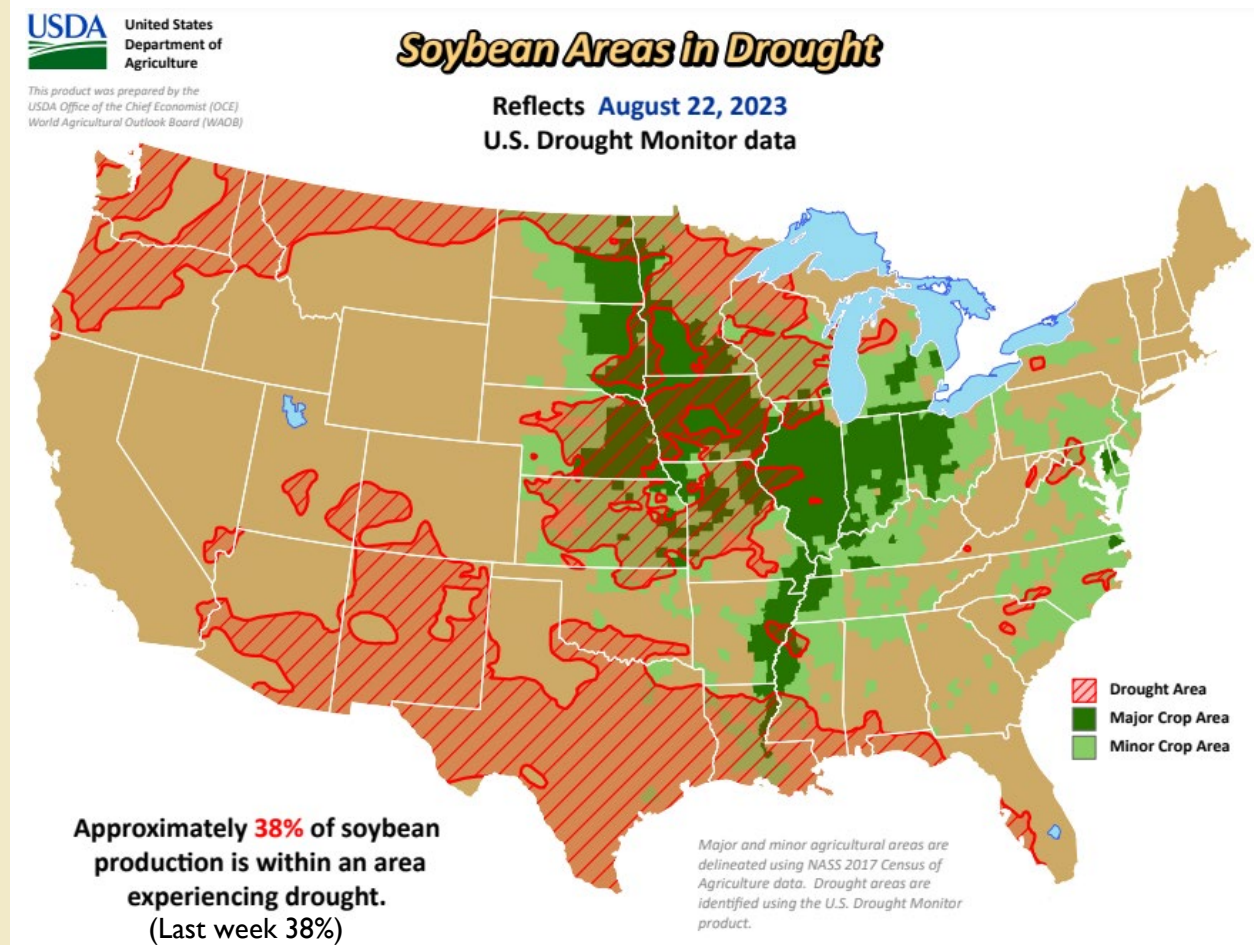 USDA
United States
Department of
Agriculture
This product was prepared by the
USDA Office of the Chief Economist (OCE)
World Agricultural Outlook Board (WAOB)
Soybean Areas in Drought
Reflects August 22, 2023
U.S. Drought Monitor data
Drought Area
Major Crop Area
Minor Crop Area
Approximately 38% of soybean
production is within an area
experiencing drought.
(Last week 38%)
Major and minor agricultural areas are
delineated using NASS 2017 Census of
Agriculture data. Drought areas are
identified using the U.S. Drought Monitor
product.